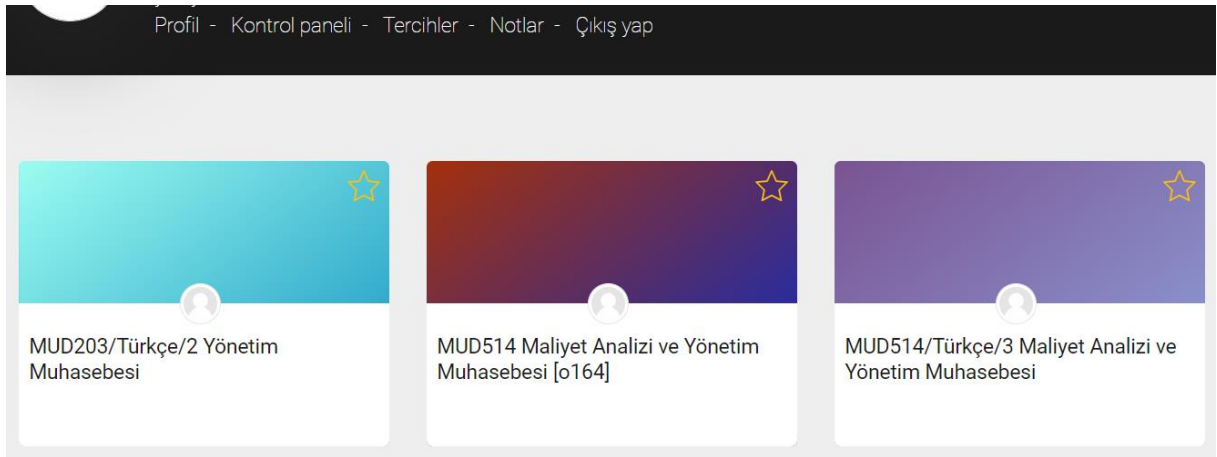 Profil - Kontrol paneli - Tercihler - Notlar - Çıkış yap
MUD203/Türkçe/2 Yönetim
Muhasebesi
MUD514 Maliyet Analizi ve Yönetim
Muhasebesi [o164]
MUD514/Türkçe/3 Maliyet Analizi ve
Yönetim Muhasebesi